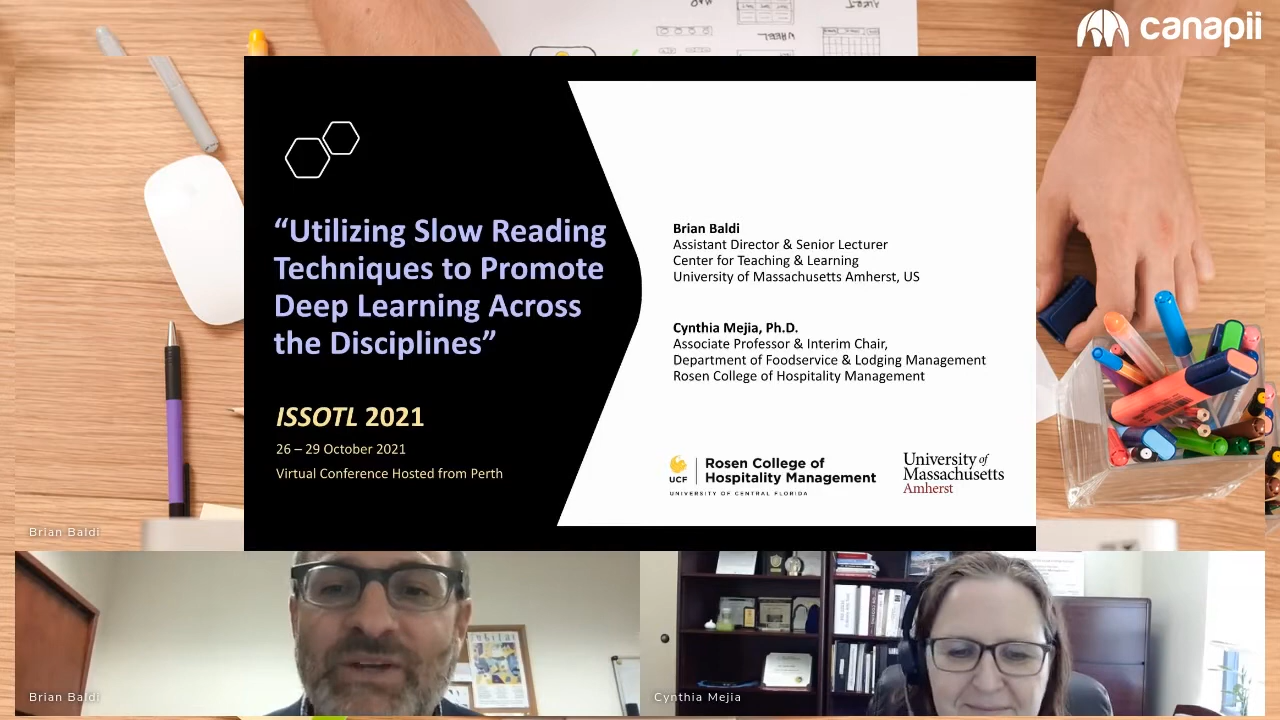 canapii
“Utilizing Slow Reading
Techniques to Promote
Deep Learning Across
the Disciplines”
ISSOTL 2021
26 – 29 October 2021
Virtual Conference Hosted from Perth
Brian Baldi
Assistant Director & Senior Lecturer
Center for Teaching & Learning
University of Massachusetts Amherst, US
Cynthia Mejia, Ph.D.
Associate Professor & Interim Chair,
Department of Foodservice & Lodging Management
Rosen College of Hospitality Management
UCF
Rosen College of
Hospitality Management
UNIVERSITY OF CENTRAL FLORIDA
University of
Massachusetts
Amherst
Brian Baldi
Brian Baldi
Cynthia Mejia